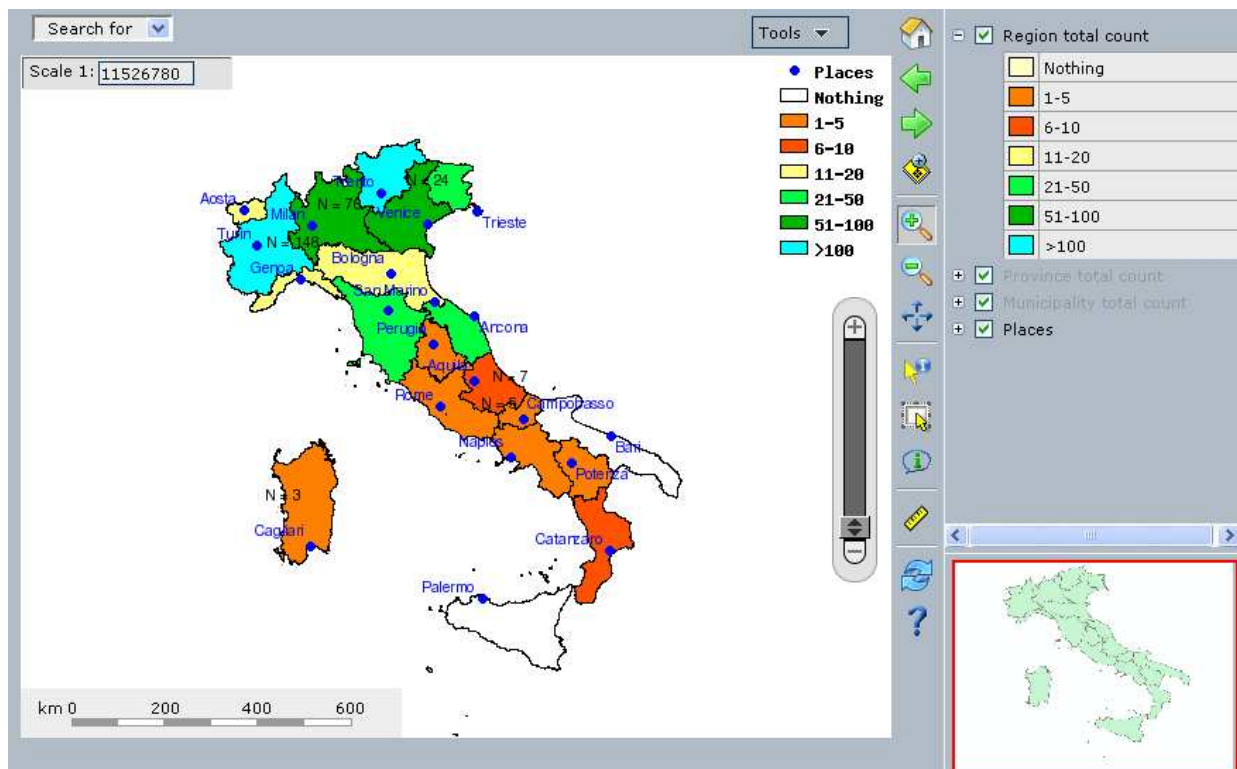 Search for
Tools
Scale 1: 11526780
Places
Nothing
1-5
6-10
11-20
21-50
51-100
>100
Trento
N = 24
Aosta
N = 76
Milan
Venice
Trieste
Turin
N = 148
Bologna
Genoa
San Marino
Perugia
Ancona
Aquila
N = 7
Rome
N = 5
Campobasso
Naples
Bari
Potenza
N = 3
Cagliari
Catanzaro
Palermo
km 0 200 400 600
Region total count
Nothing
1-5
6-10
11-20
21-50
51-100
>100
Province total count
Municipality total count
Places